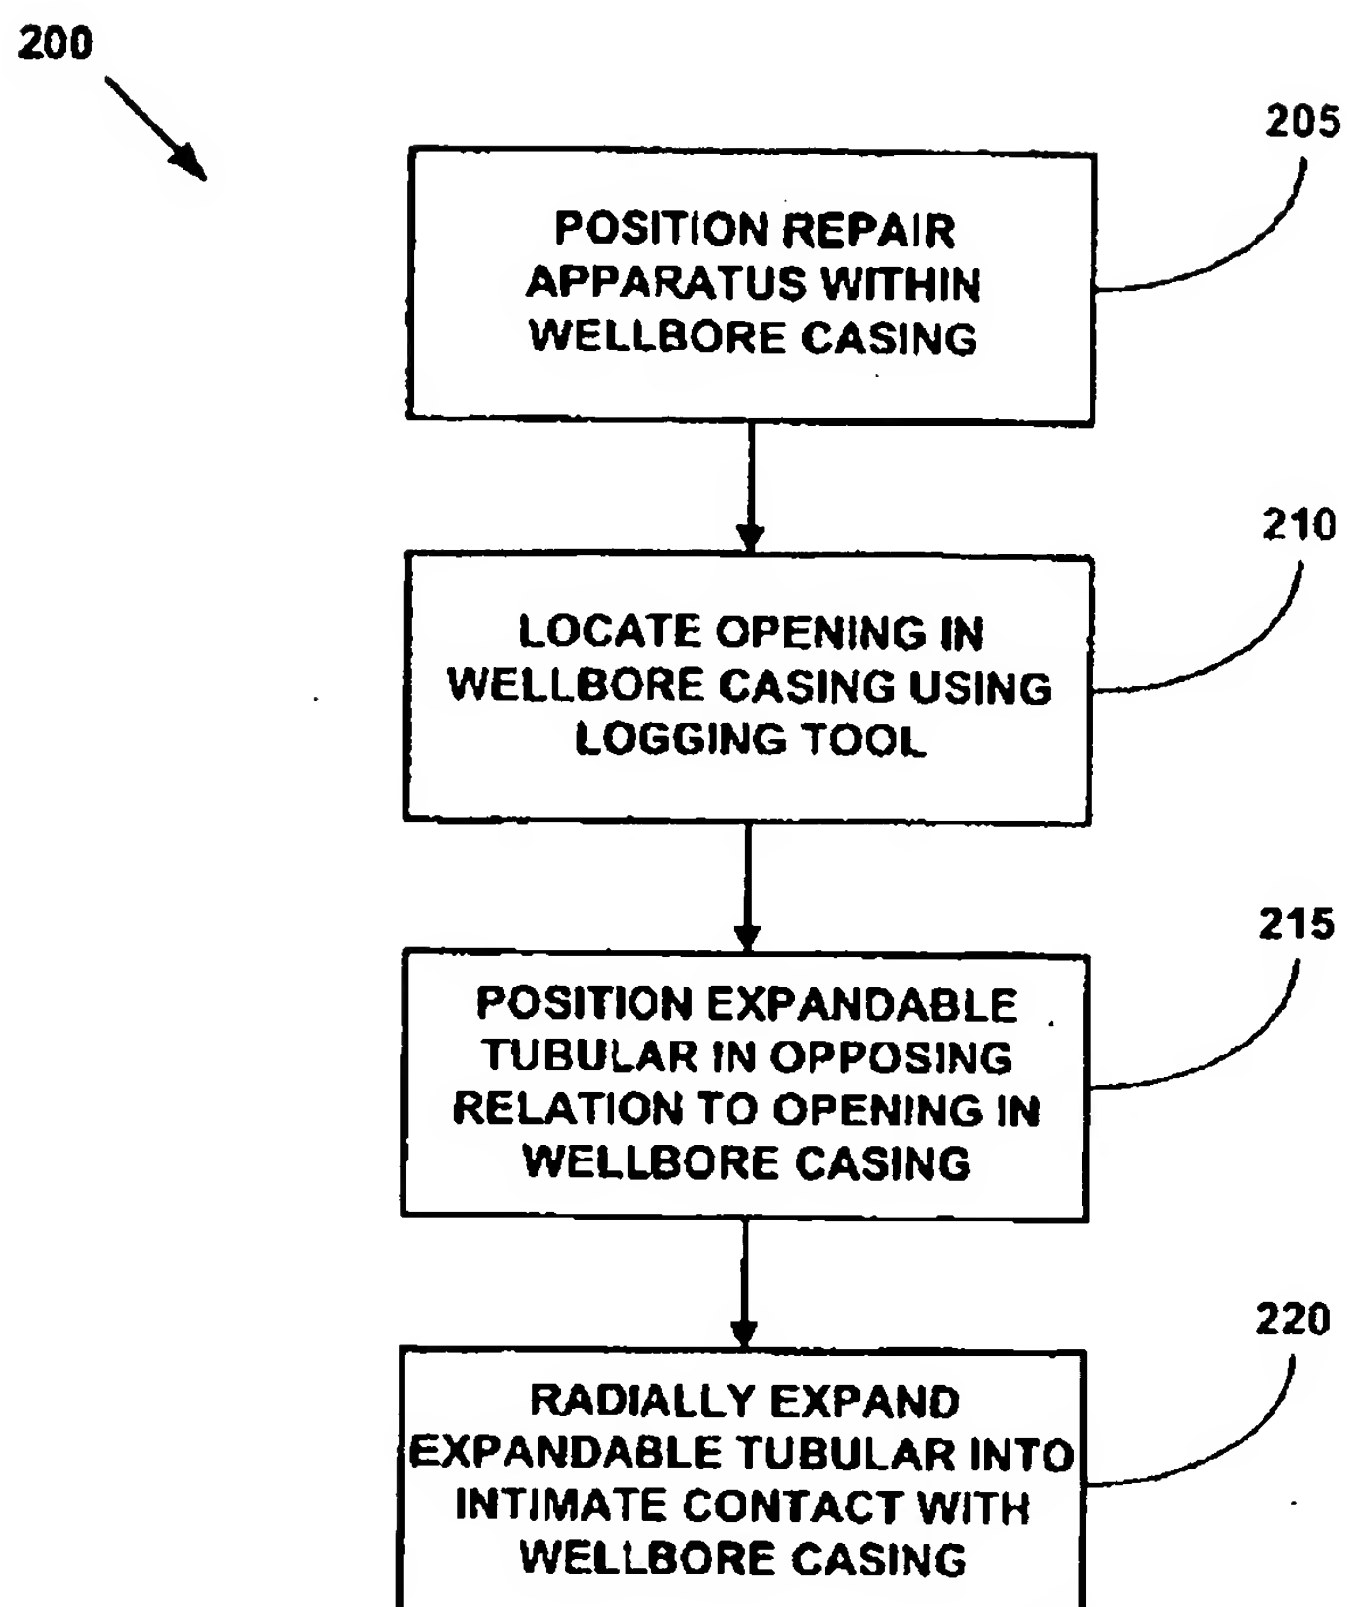 200
205
POSITION REPAIR
APPARATUS WITHIN
WELLBORE CASING
210
LOCATE OPENING IN
WELLBORE CASING USING
LOGGING TOOL
215
POSITION EXPANDABLE
TUBULAR IN OPPOSING
RELATION TO OPENING IN
WELLBORE CASING
220
RADIALLY EXPAND
EXPANDABLE TUBULAR INTO
INTIMATE CONTACT WITH
WELLBORE CASING